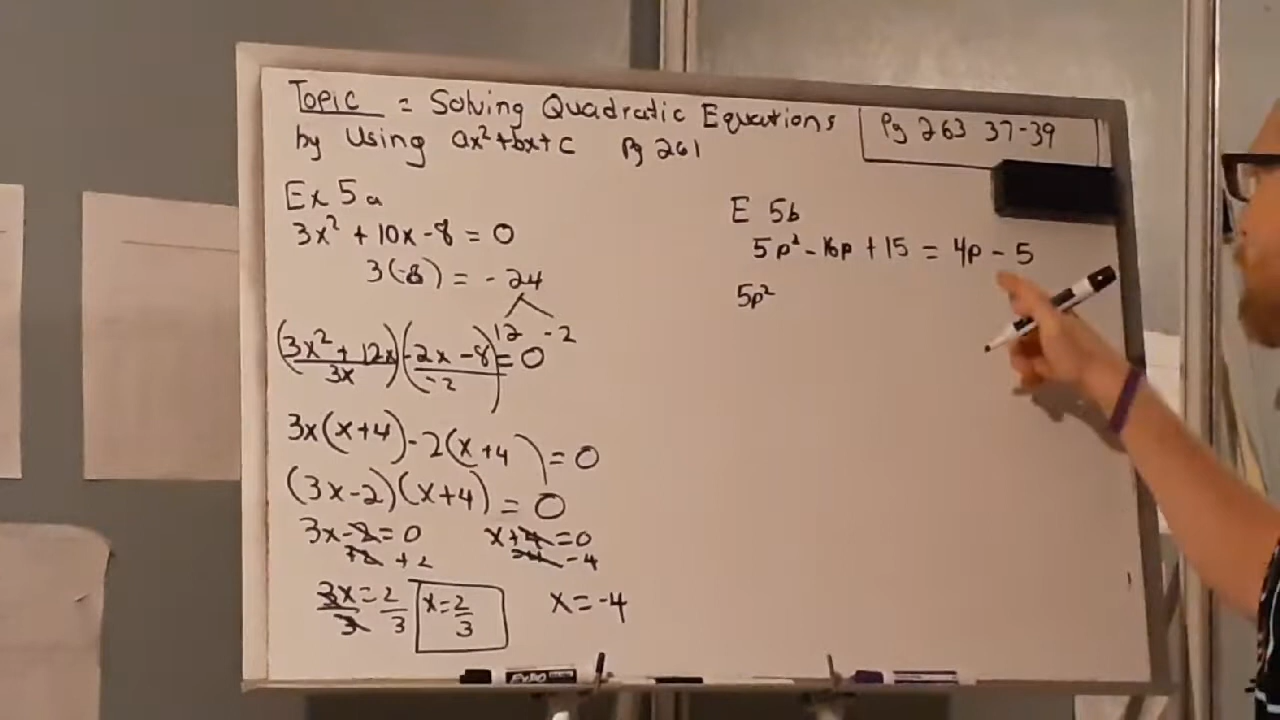 Topic = Solving Quadratic Equations
by Using ax²+bx+c Pg 261
Pg 263 37-39
Ex 5a
3x² + 10x - 8 = 0
3(-8) = -24
12 -2
(3x² + 12x)(-2x - 8) = 0
3x -2
3x(x+4) - 2(x+4) = 0
(3x-2)(x+4) = 0
3x-2=0 x+4=0
+2 +2 -4 -4
3x=2 x=2 x=-4
3 3 3
E 5b
5p² - 16p + 15 = 4p - 5
5p²
EXPO